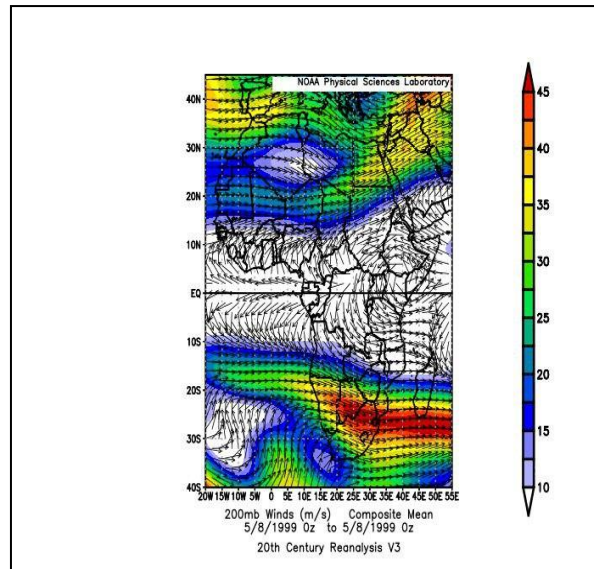 NOAA Physical Sciences Laboratory
40N
30N
20N
10N
EQ
10S
20S
30S
40S
20W 15W 10W 5W 0 5E 10E 15E 20E 25E 30E 35E 40E 45E 50E 55E
200mb Winds (m/s) Composite Mean
5/8/1999 0z to 5/8/1999 0z
20th Century Reanalysis V3
45
40
35
30
25
20
15
10